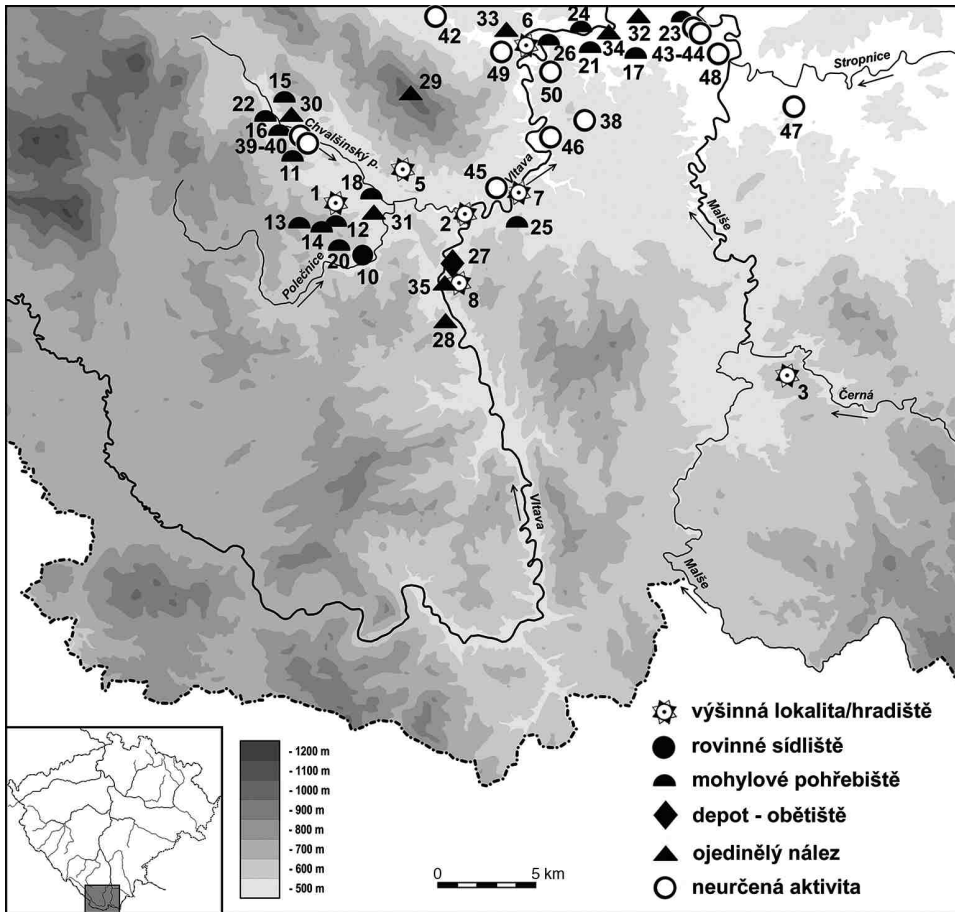 42
33
6
24
32
23
49
26
21
34
17
43-44
48
Stropnice
50
47
15
30
29
22
16
39-40
11
Chvalšinský p.
38
46
18
5
45
Vltava
7
1
13
14
12
31
2
25
20
10
Polečnice
27
35
8
28
Malše
3
Černá
Vltava
Malše
výšinná lokalita/hradiště
rovinné sídliště
mohylové pohřebiště
depot - obětiště
ojedinělý nález
neurčená aktivita
- 1200 m
- 1100 m
- 1000 m
- 900 m
- 800 m
- 700 m
- 600 m
- 500 m
0 5 km